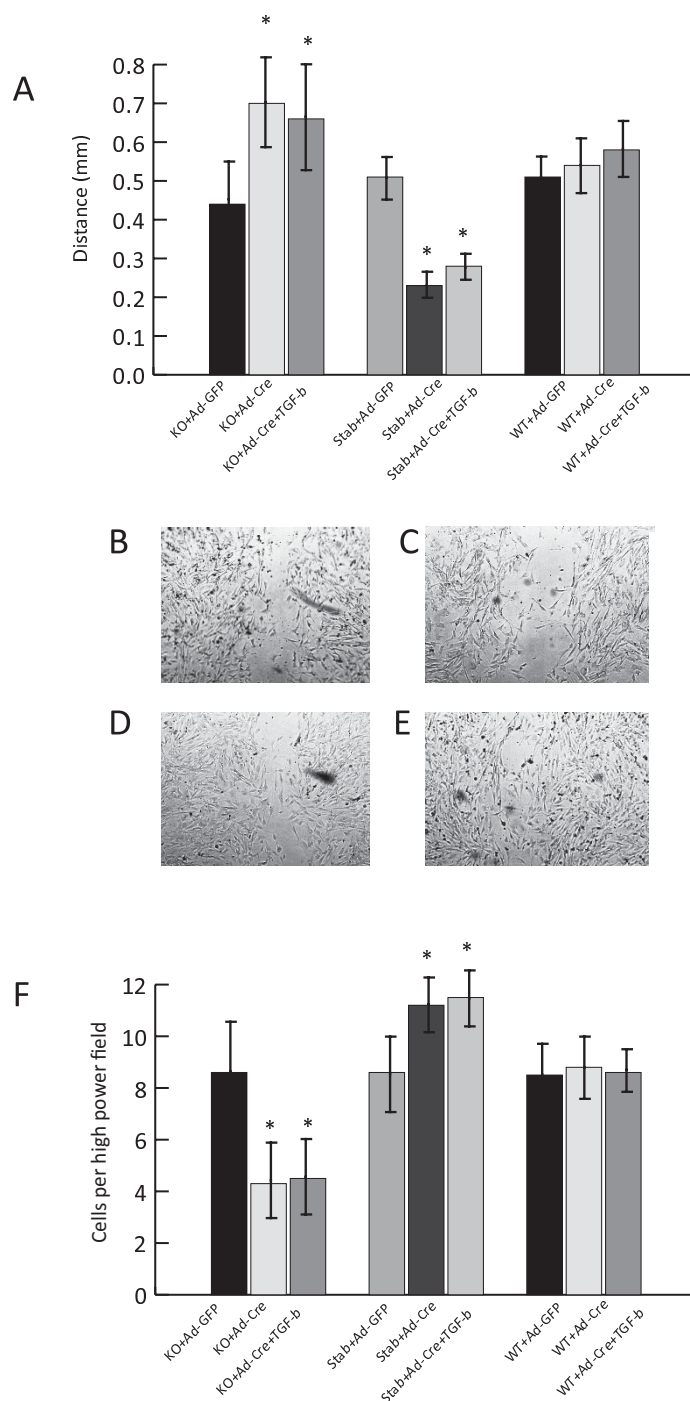 A
Distance (mm)
0.8
0.7
0.6
0.5
0.4
0.3
0.2
0.1
0.0
* * * *
KO+Ad-GFP
KO+Ad-Cre
KO+Ad-Cre+TGF-b
Stab+Ad-GFP
Stab+Ad-Cre
Stab+Ad-Cre+TGF-b
WT+Ad-GFP
WT+Ad-Cre
WT+Ad-Cre+TGF-b
B
C
D
E
F
Cells per high power field
12
10
8
6
4
2
0
* * * *
KO+Ad-GFP
KO+Ad-Cre
KO+Ad-Cre+TGF-b
Stab+Ad-GFP
Stab+Ad-Cre
Stab+Ad-Cre+TGF-b
WT+Ad-GFP
WT+Ad-Cre
WT+Ad-Cre+TGF-b